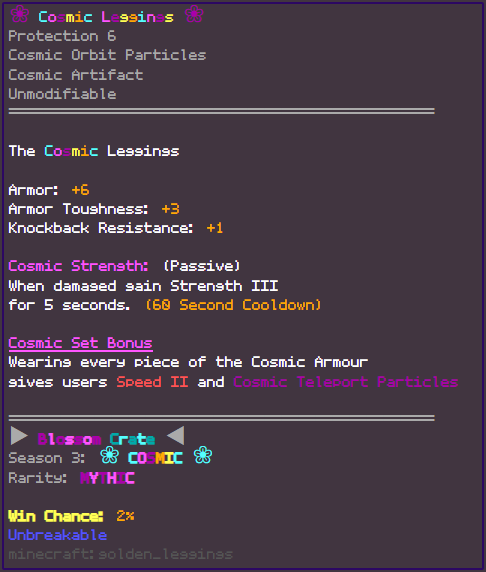 ❀ Cosmic Leggings ❀
Protection 6
Cosmic Orbit Particles
Cosmic Artifact
Unmodifiable
The Cosmic Leggings
Armor: +6
Armor Toughness: +3
Knockback Resistance: +1
Cosmic Strength: (Passive)
When damaged gain Strength III
for 5 seconds. (60 Second Cooldown)
Cosmic Set Bonus
Wearing every piece of the Cosmic Armour
gives users Speed II and Cosmic Teleport Particles
▶ Blossom Crate ◀
Season 3: ❀ COSMIC ❀
Rarity: MYTHIC
Win Chance: 2%
Unbreakable
minecraft:golden_leggings